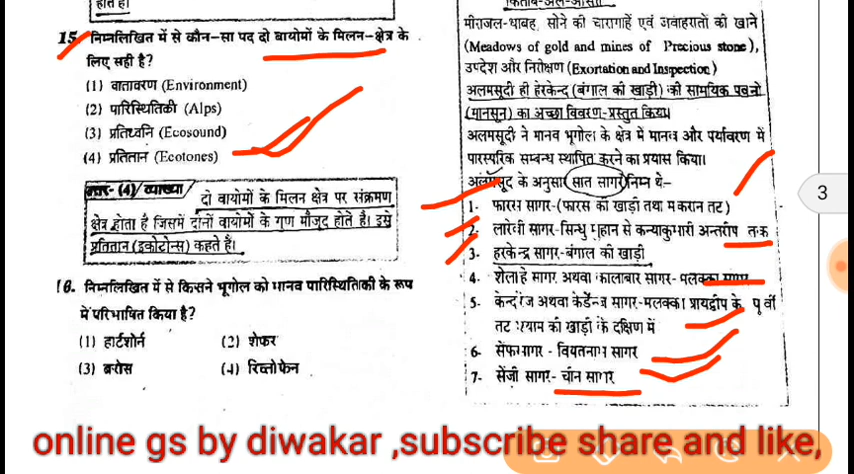 होते हैं।
15. निम्नलिखित में से कौन-सा पद दो बायोमों के मिलन-क्षेत्र के
लिए सही है?
(1) वातावरण (Environment)
(2) पारिस्थितिकी (Alps)
(3) प्रतिध्वनि (Ecosound)
(4) प्रतितान (Ecotones)
उत्तर- (4)/व्याख्या दो बायोमों के मिलन क्षेत्र पर संक्रमण
क्षेत्र होता है जिसमें दोनों बायोमों के गुण मौजूद होते है। इसे
प्रतितान (इकोटोन्स) कहते हैं।
16. निम्नलिखित में से किसने भूगोल को मानव पारिस्थितिकी के रूप
में परिभाषित किया है?
(1) हार्टशोर्न (2) शेफर
(3) बरोस (4) रिच्तोफेन
किताब-अल-
मीराजल-धाबह, सोने की चारागाहें एवं जवाहरातों की खाने
(Meadows of gold and mines of Precious stone),
उपदेश और निरीक्षण (Exortation and Inspection)
अलमसूदी ही हेरकेन्द (बंगाल की खाड़ी) की सामयिक पवनो
(मानसून) का अच्छा विवरण-प्रस्तुत किया।
अलमसूदी ने मानव भूगोल के क्षेत्र में मानव और पर्यावरण में
पारस्परिक सम्बन्ध स्थापित करने का प्रयास किया।
अलमसूद के अनुसार सात सागर निम्न थे-
1- फारस सागर-(फारस की खाड़ी तथा मकरान तट)
2- लारेवी सागर-सिन्धु मुहान से कन्याकुमारी अन्तरीप तक
3- हरकेन्द्र सागर-बंगाल की खाड़ी
4- शेलाहे सागर अथवा कालाबार सागर-मलक्का सागर
5- केन्दरंज अथवा केर्डेन्ज सागर-मलक्का प्रायद्वीप के पूर्वी
तट श्याम की खाड़ी के दक्षिण में
6- सेंफसागर - वियतनाम सागर
7- सेंजी सागर- चीन सागर
3
online gs by diwakar ,subscribe share and like,